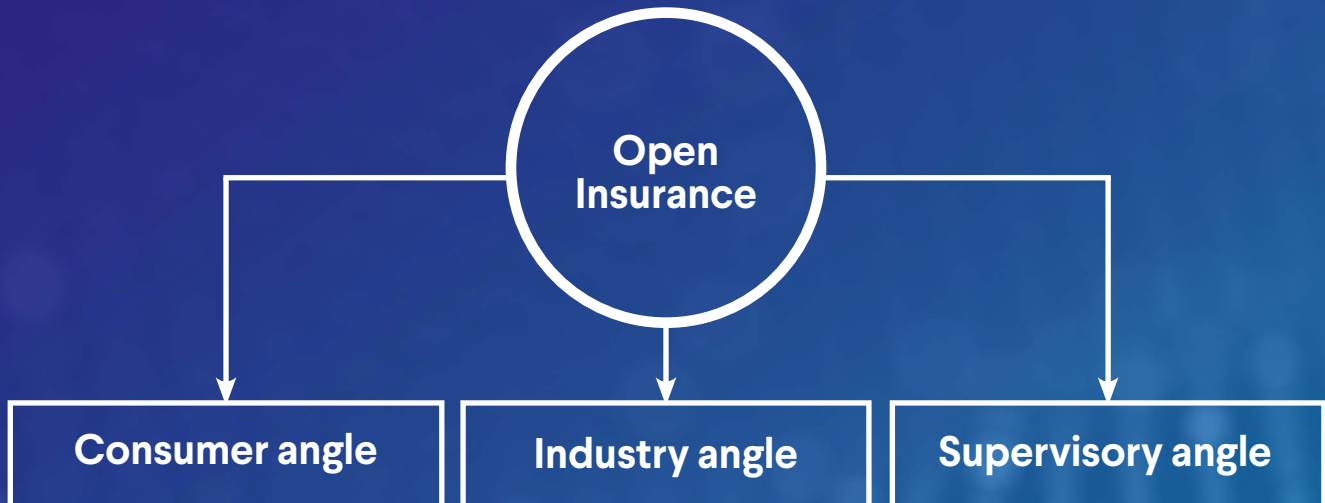 Open
Insurance
Consumer angle
Industry angle
Supervisory angle